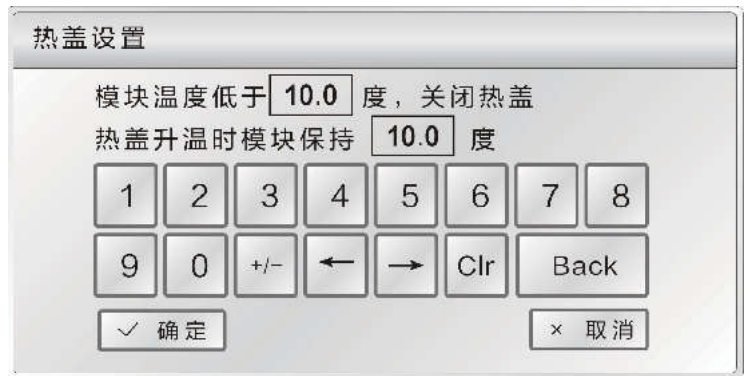 热盖设置
模块温度低于 10.0 度，关闭热盖
热盖升温时模块保持 10.0 度
1 2 3 4 5 6 7 8
9 0 +/- ← → Clr Back
✓ 确定 × 取消